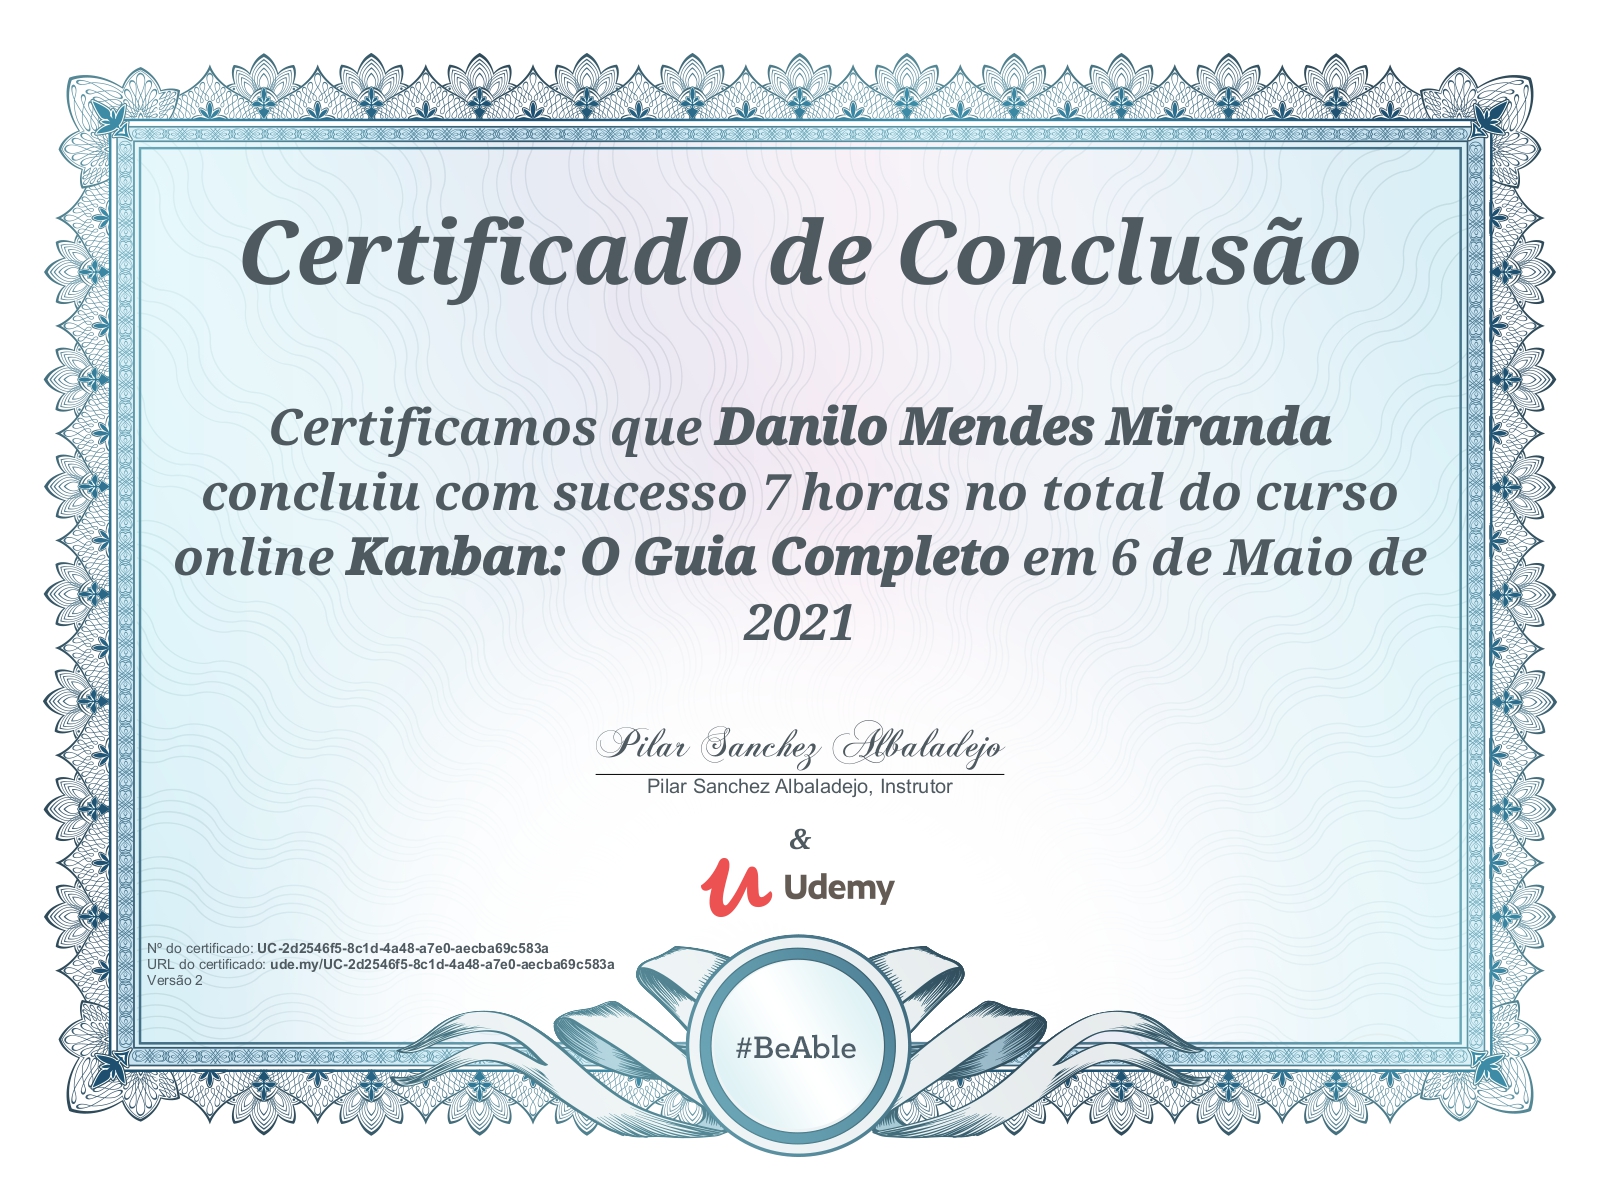 Certificado de Conclusão
Certificamos que Danilo Mendes Miranda
concluiu com sucesso 7 horas no total do curso
online Kanban: O Guia Completo em 6 de Maio de
2021
Pilar Sanchez Albaladejo
Pilar Sanchez Albaladejo, Instrutor
&
Udemy
Nº do certificado: UC-2d2546f5-8c1d-4a48-a7e0-aecba69c583a
URL do certificado: ude.my/UC-2d2546f5-8c1d-4a48-a7e0-aecba69c583a
Versão 2
#BeAble